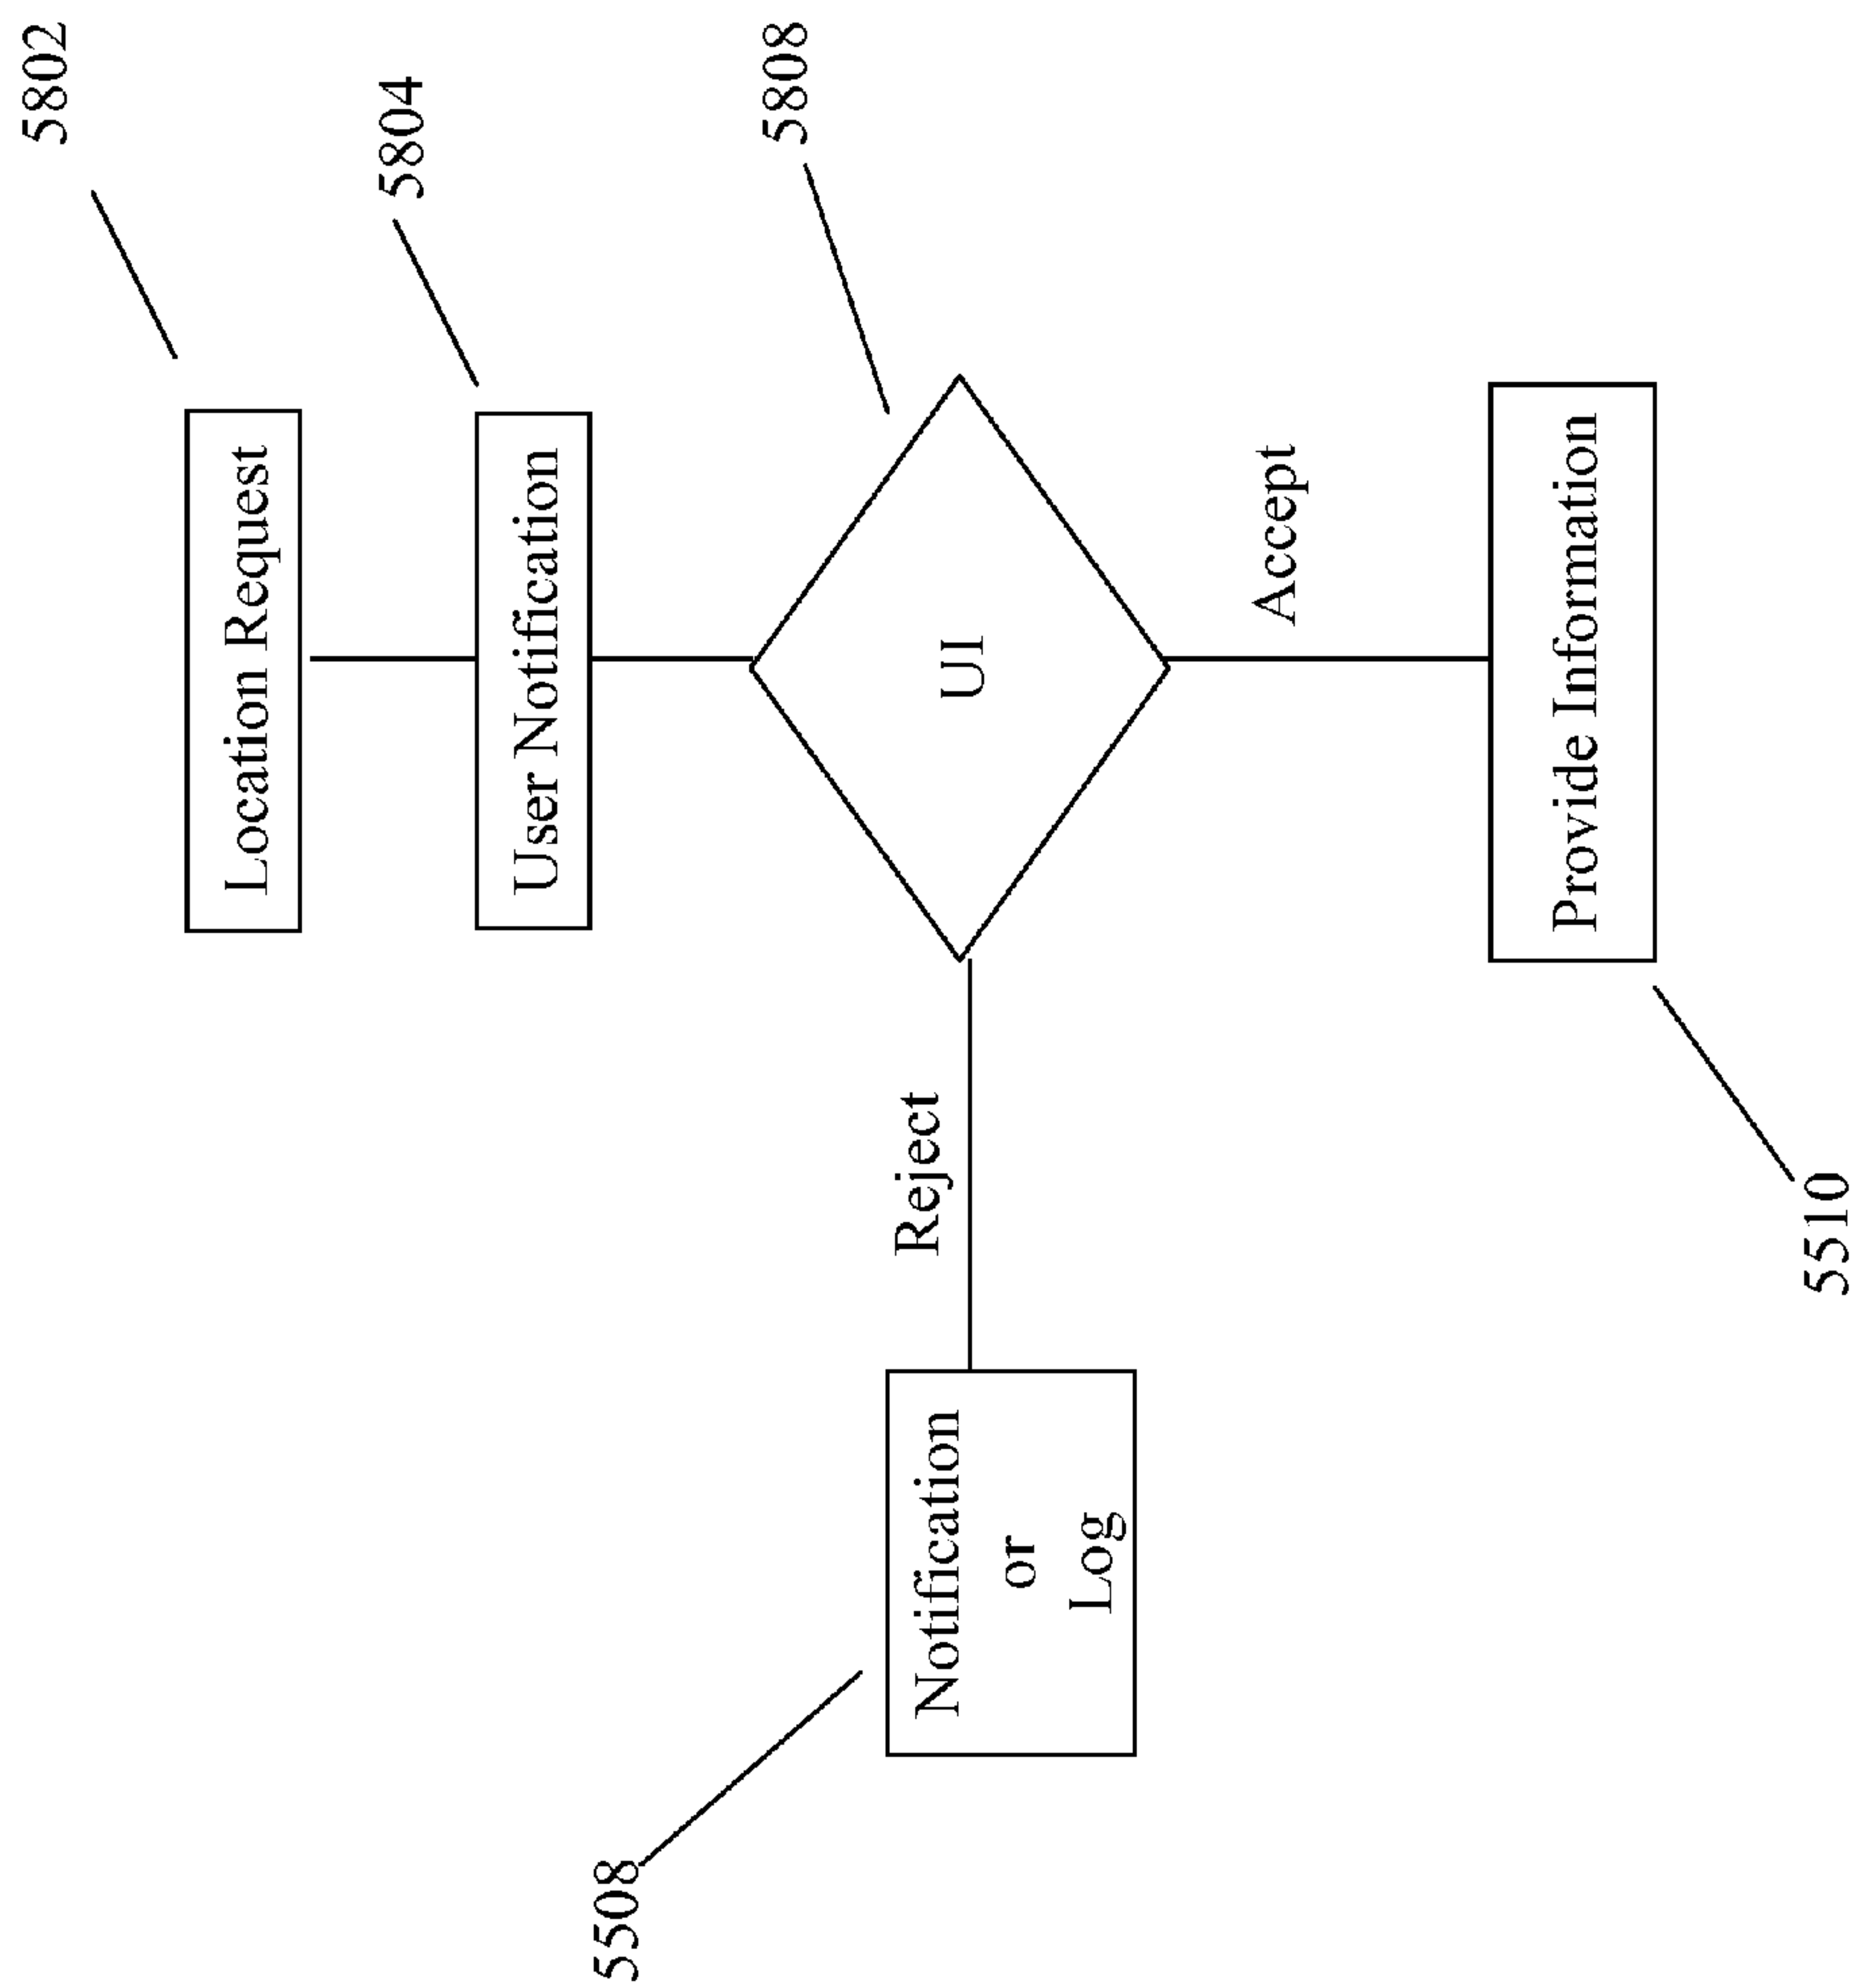 5802
Location Request
5804
User Notification
5808
UI
Reject
Accept
5508
Notification
or
Log
Provide Information
5510